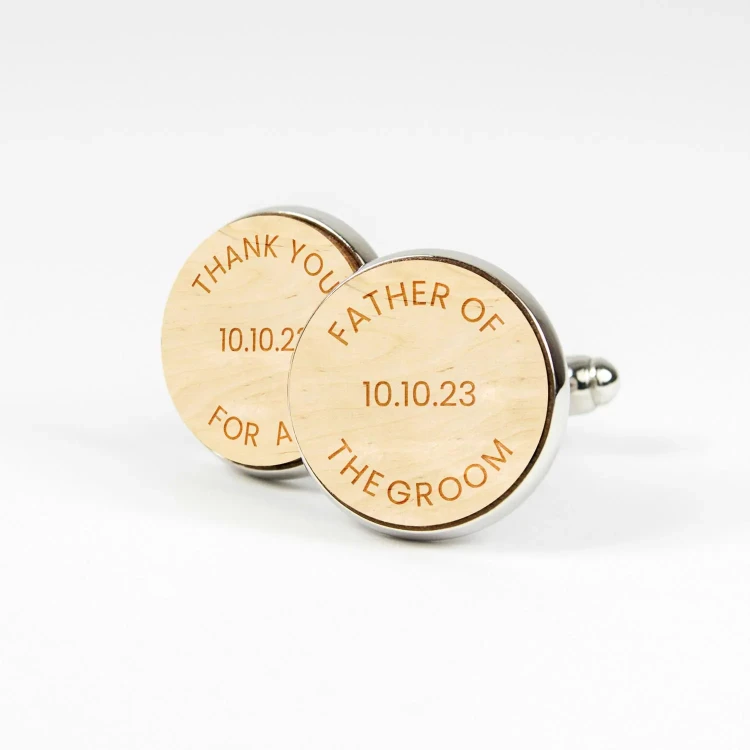 THANK YOU
10.10.2
FOR A
FATHER OF
10.10.23
THE GROOM